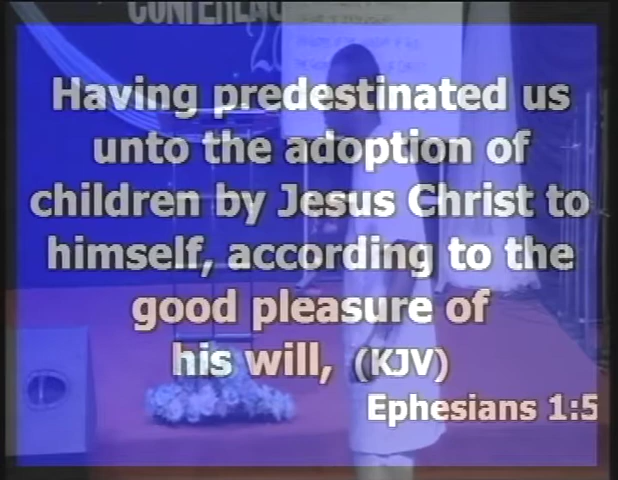 CONFERENCE
Having predestinated us
unto the adoption of
children by Jesus Christ to
himself, according to the
good pleasure of
his will, (KJV)
Ephesians 1:5